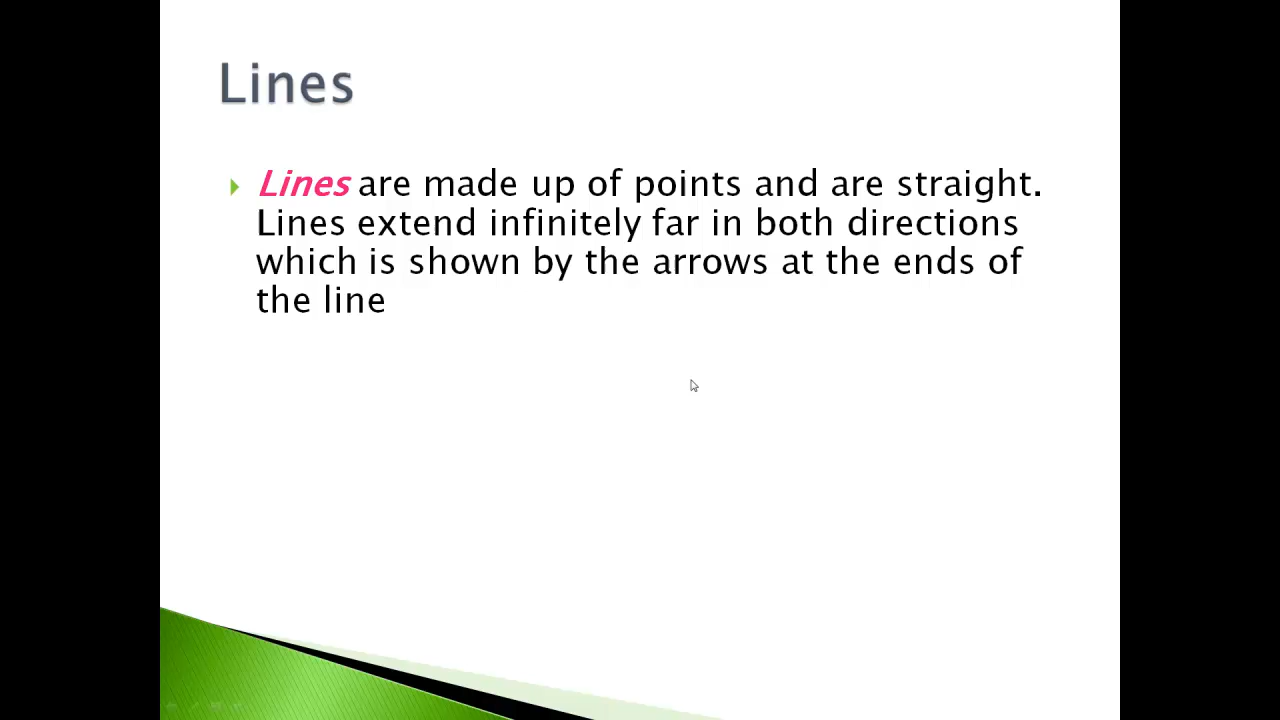 Lines
Lines are made up of points and are straight.
Lines extend infinitely far in both directions
which is shown by the arrows at the ends of
the line